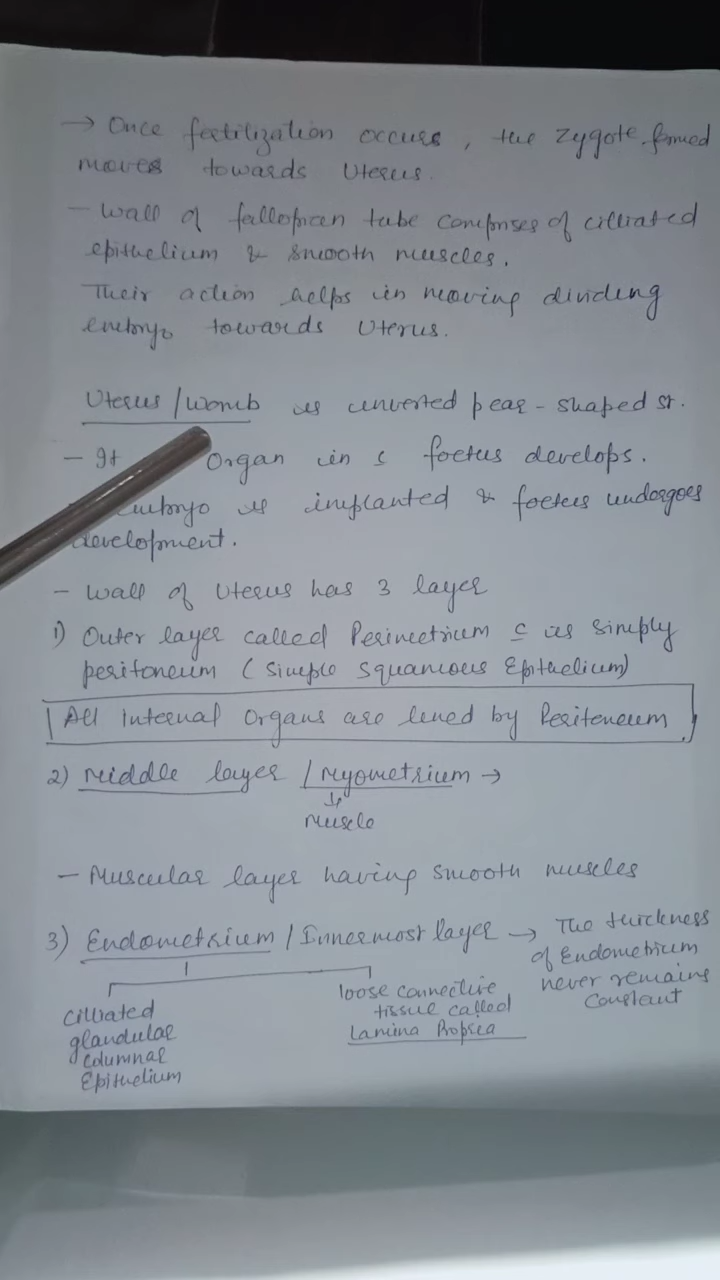 → Once fertilization occurs, the zygote formed
moves towards Uterus.
- Wall of fallopian tube comprises of cilliated
epithelium & smooth muscles.
Their action helps in moving dividing
embryo towards Uterus.
Uterus / Womb is inverted pear-shaped st.
- It organ in c foetus develops.
embryo is implanted & foetus undergoes
development.
- Wall of Uterus has 3 layer
1) Outer layer called Perimetrium c is simply
peritoneum (simple squamous Epithelium)
All internal organs are lined by Periteneum
2) Middle layer / Myometrium →
↓
Muscle
- Muscular layer having smooth muscles
3) Endometrium / Innermost layer → The thickness
of Endometrium
never remains
constant
cilliated
glandular
columnal
Epithelium
loose connective
tissue called
Lamina Propria